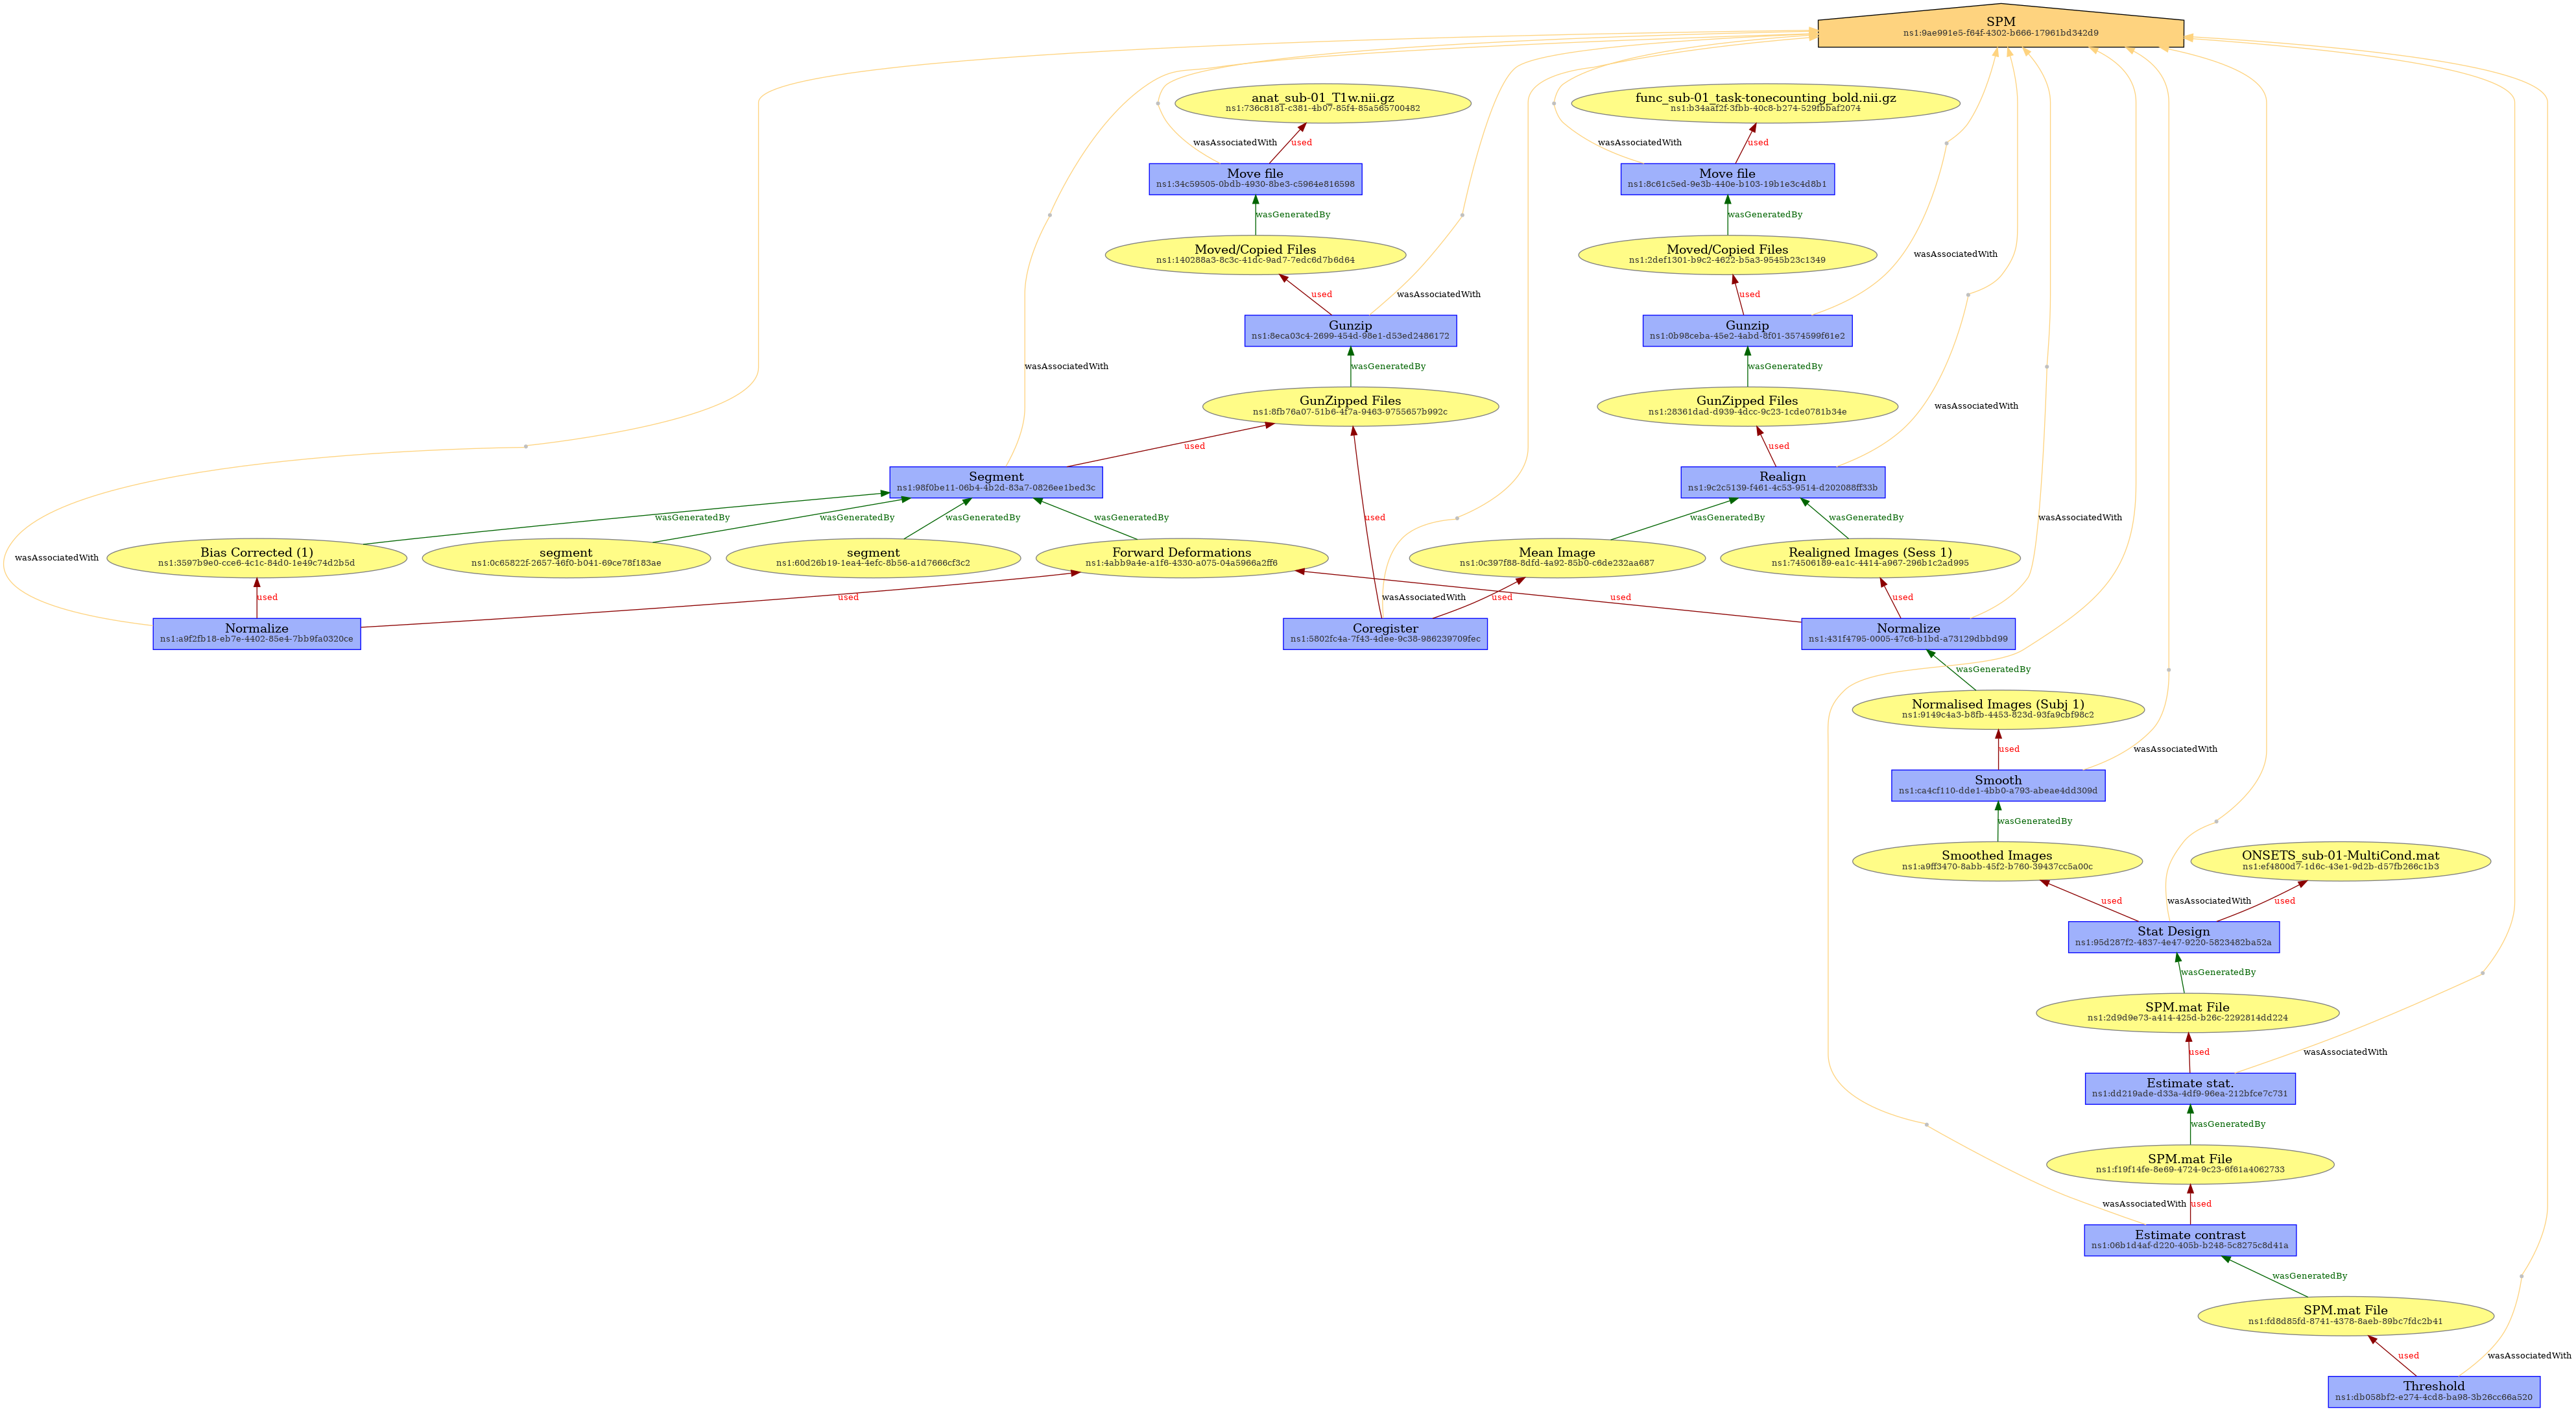 SPM
ns1:9ae991e5-f64f-4302-b666-17961bd342d9
anat_sub-01_T1w.nii.gz
ns1:736c8181-c381-4b07-85f4-85a565700482
func_sub-01_task-tonecounting_bold.nii.gz
ns1:b34aaf2f-3fbb-40c8-b274-529fbbaf2074
wasAssociatedWith
used
wasAssociatedWith
used
Move file
ns1:34c59505-0bdb-4930-8be3-c5964e816598
Move file
ns1:8c61c5ed-9e3b-440e-b103-19b1e3c4d8b1
wasGeneratedBy
wasGeneratedBy
Moved/Copied Files
ns1:140288a3-8c3c-41dc-9ad7-7edc6d7b6d64
Moved/Copied Files
ns1:2def1301-b9c2-4622-b5a3-9545b23c1349
wasAssociatedWith
used
wasAssociatedWith
used
Gunzip
ns1:8eca03c4-2699-454d-98e1-d53ed2486172
Gunzip
ns1:0b98ceba-45e2-4abd-8f01-3574599f61e2
wasAssociatedWith
wasGeneratedBy
wasGeneratedBy
GunZipped Files
ns1:8fb76a07-51b6-4f7a-9463-9755657b992c
GunZipped Files
ns1:28361dad-d939-4dcc-9c23-1cde0781b34e
wasAssociatedWith
used
used
Segment
ns1:98f0be11-06b4-4b2d-83a7-0826ee1bed3c
Realign
ns1:9c2c5139-f461-4c53-9514-d202088ff33b
wasGeneratedBy
wasGeneratedBy
wasGeneratedBy
wasGeneratedBy
used
wasGeneratedBy
wasGeneratedBy
wasAssociatedWith
wasAssociatedWith
Bias Corrected (1)
ns1:3597b9e0-cce6-4c1c-84d0-1e49c74d2b5d
segment
ns1:0c65822f-2657-46f0-b041-69ce78f183ae
segment
ns1:60d26b19-1ea4-4efc-8b56-a1d7666cf3c2
Forward Deformations
ns1:4abb9a4e-a1f6-4330-a075-04a5966a2ff6
Mean Image
ns1:0c397f88-8dfd-4a92-85b0-c6de232aa687
Realigned Images (Sess 1)
ns1:74506189-ea1c-4414-a967-296b1c2ad995
used
used
wasAssociatedWith
used
used
used
Normalize
ns1:a9f2fb18-eb7e-4402-85e4-7bb9fa0320ce
Coregister
ns1:5802fc4a-7f43-4dee-9c38-986239709fec
Normalize
ns1:431f4795-0005-47c6-b1bd-a73129dbbd99
wasGeneratedBy
Normalised Images (Subj 1)
ns1:9149c4a3-b8fb-4453-823d-93fa9cbf98c2
used
wasAssociatedWith
Smooth
ns1:ca4cf110-dde1-4bb0-a793-abeae4dd309d
wasGeneratedBy
Smoothed Images
ns1:a9ff3470-8abb-45f2-b760-39437cc5a00c
ONSETS_sub-01-MultiCond.mat
ns1:ef4800d7-1d6c-43e1-9d2b-d57fb266c1b3
used
wasAssociatedWith
used
Stat Design
ns1:95d287f2-4837-4e47-9220-5823482ba52a
wasGeneratedBy
SPM.mat File
ns1:2d9d9e73-a414-425d-b26c-2292814dd224
used
wasAssociatedWith
Estimate stat.
ns1:dd219ade-d33a-4df9-96ea-212bfce7c731
wasGeneratedBy
SPM.mat File
ns1:f19f14fe-8e69-4724-9c23-6f61a4062733
wasAssociatedWith
used
Estimate contrast
ns1:06b1d4af-d220-405b-b248-5c8275c8d41a
wasGeneratedBy
SPM.mat File
ns1:fd8d85fd-8741-4378-8aeb-89bc7fdc2b41
used
wasAssociatedWith
Threshold
ns1:db058bf2-e274-4cd8-ba98-3b26cc66a520